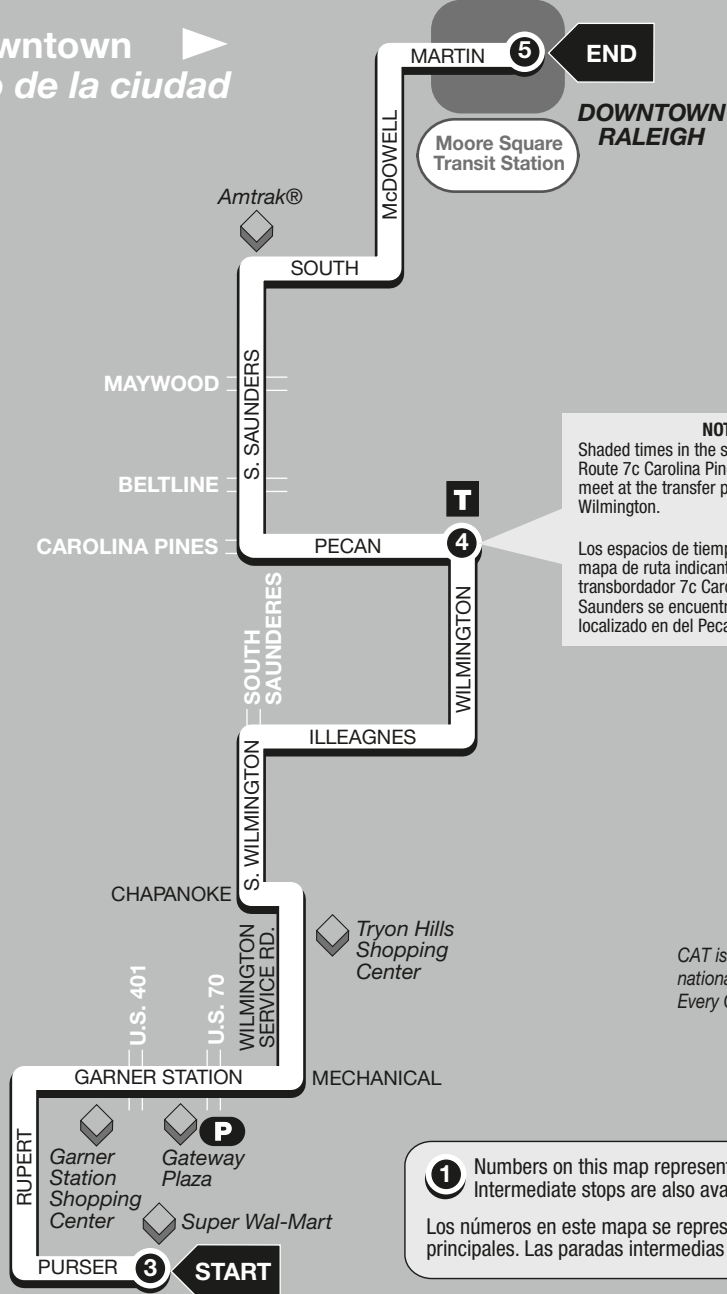 wntown
o de la ciudad
MARTIN
5
END
DOWNTOWN
RALEIGH
Moore Square
Transit Station
McDOWELL
Amtrak®
SOUTH
MAYWOOD
S. SAUNDERS
BELTLINE
CAROLINA PINES
PECAN
T
4
NOT
Shaded times in the s
Route 7c Carolina Pin
meet at the transfer p
Wilmington.
Los espacios de tiemp
mapa de ruta indicant
transbordador 7c Caro
Saunders se encuentr
localizado en del Peca
SOUTH
SAUNDERES
WILMINGTON
ILLEAGNES
S. WILMINGTON
CHAPANOKE
WILMINGTON
SERVICE RD.
Tryon Hills
Shopping
Center
CAT is
national
Every C
U.S. 401
U.S. 70
GARNER STATION
MECHANICAL
RUPERT
Garner
Station
Shopping
Center
P
Gateway
Plaza
Super Wal-Mart
PURSER
3
START
1
Numbers on this map represent
Intermediate stops are also ava
Los números en este mapa se repres
principales. Las paradas intermedias